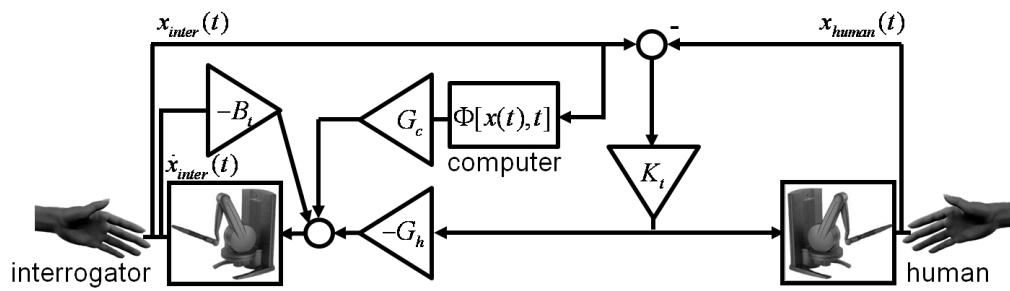 x_inter(t)
-
x_human(t)
−B_t
G_c
Φ[x(t),t]
computer
ẋ_inter(t)
K_t
−G_h
interrogator
human